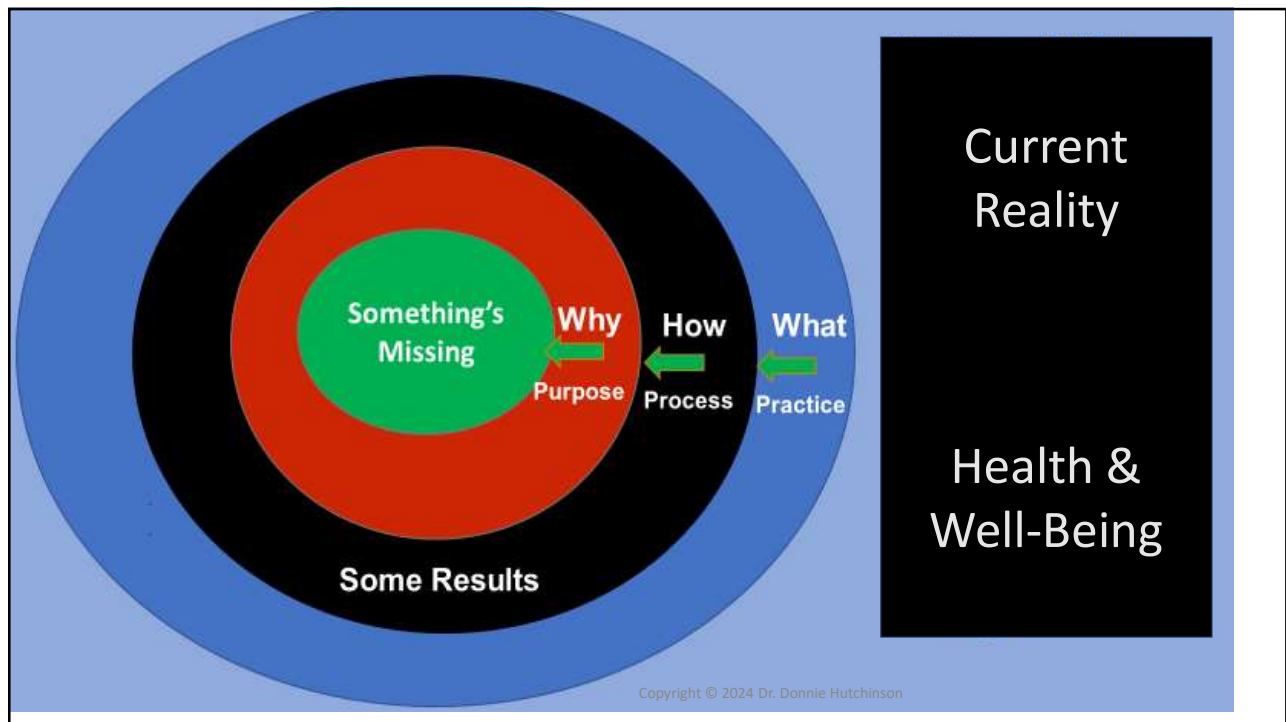 Something's
Missing
Why
Purpose
How
Process
What
Practice
Some Results
Current
Reality
Health &
Well-Being
Copyright © 2024 Dr. Donnie Hutchinson